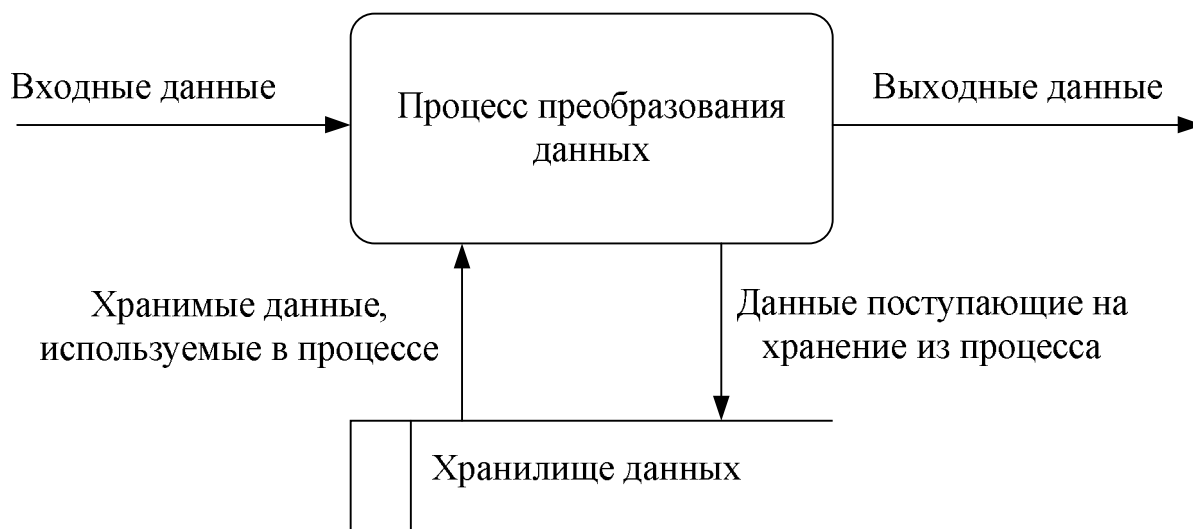 Входные данные
Процесс преобразования
данных
Выходные данные
Хранимые данные,
используемые в процессе
Данные поступающие на
хранение из процесса
Хранилище данных